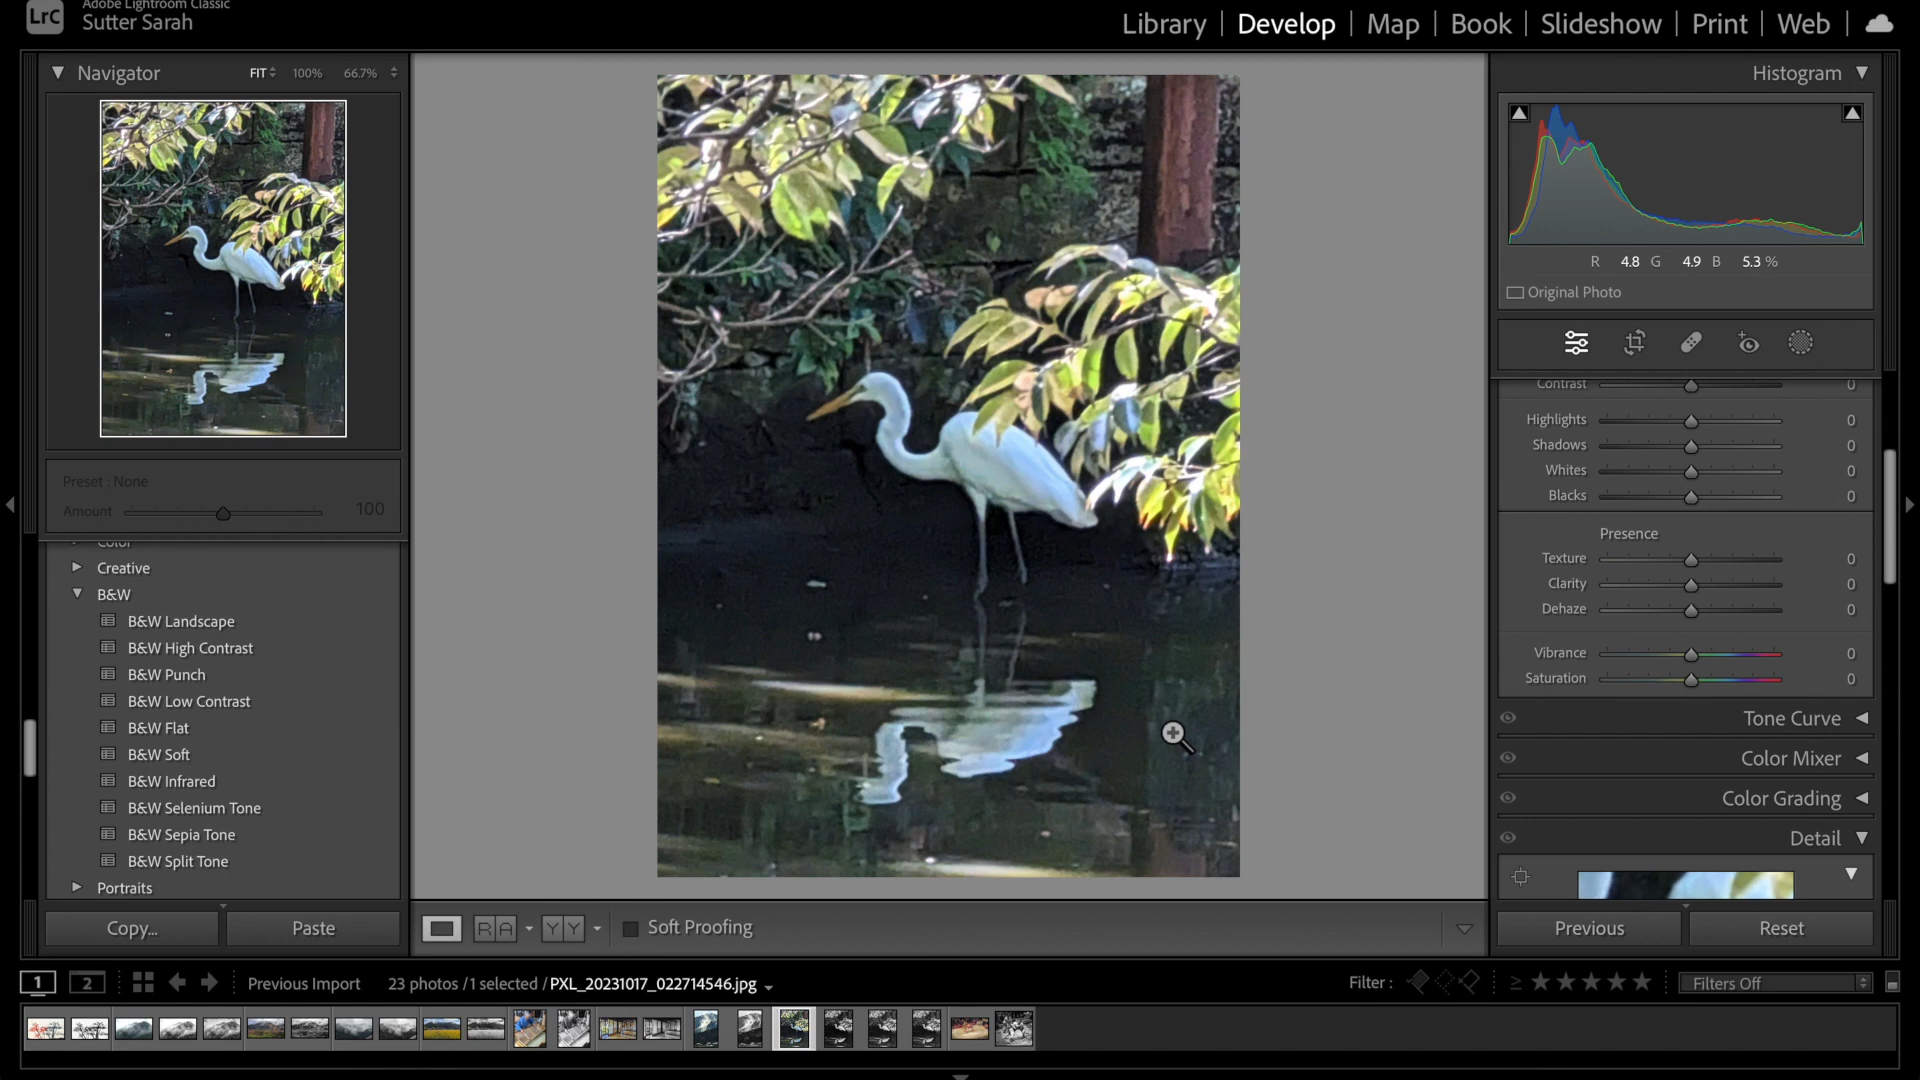 LrC
Adobe Lightroom Classic
Sutter Sarah
Library | Develop | Map | Book | Slideshow | Print | Web
Navigator FIT 100% 66.7%
Preset : None
Amount 100
Color
Creative
B&W
B&W Landscape
B&W High Contrast
B&W Punch
B&W Low Contrast
B&W Flat
B&W Soft
B&W Infrared
B&W Selenium Tone
B&W Sepia Tone
B&W Split Tone
Portraits
Copy... Paste
RA YY Soft Proofing
Histogram
R 4.8 G 4.9 B 5.3 %
Original Photo
Contrast 0
Highlights 0
Shadows 0
Whites 0
Blacks 0
Presence
Texture 0
Clarity 0
Dehaze 0
Vibrance 0
Saturation 0
Tone Curve
Color Mixer
Color Grading
Detail
Previous Reset
1 2 Previous Import 23 photos /1 selected /PXL_20231017_022714546.jpg Filter : ≥ Filters Off